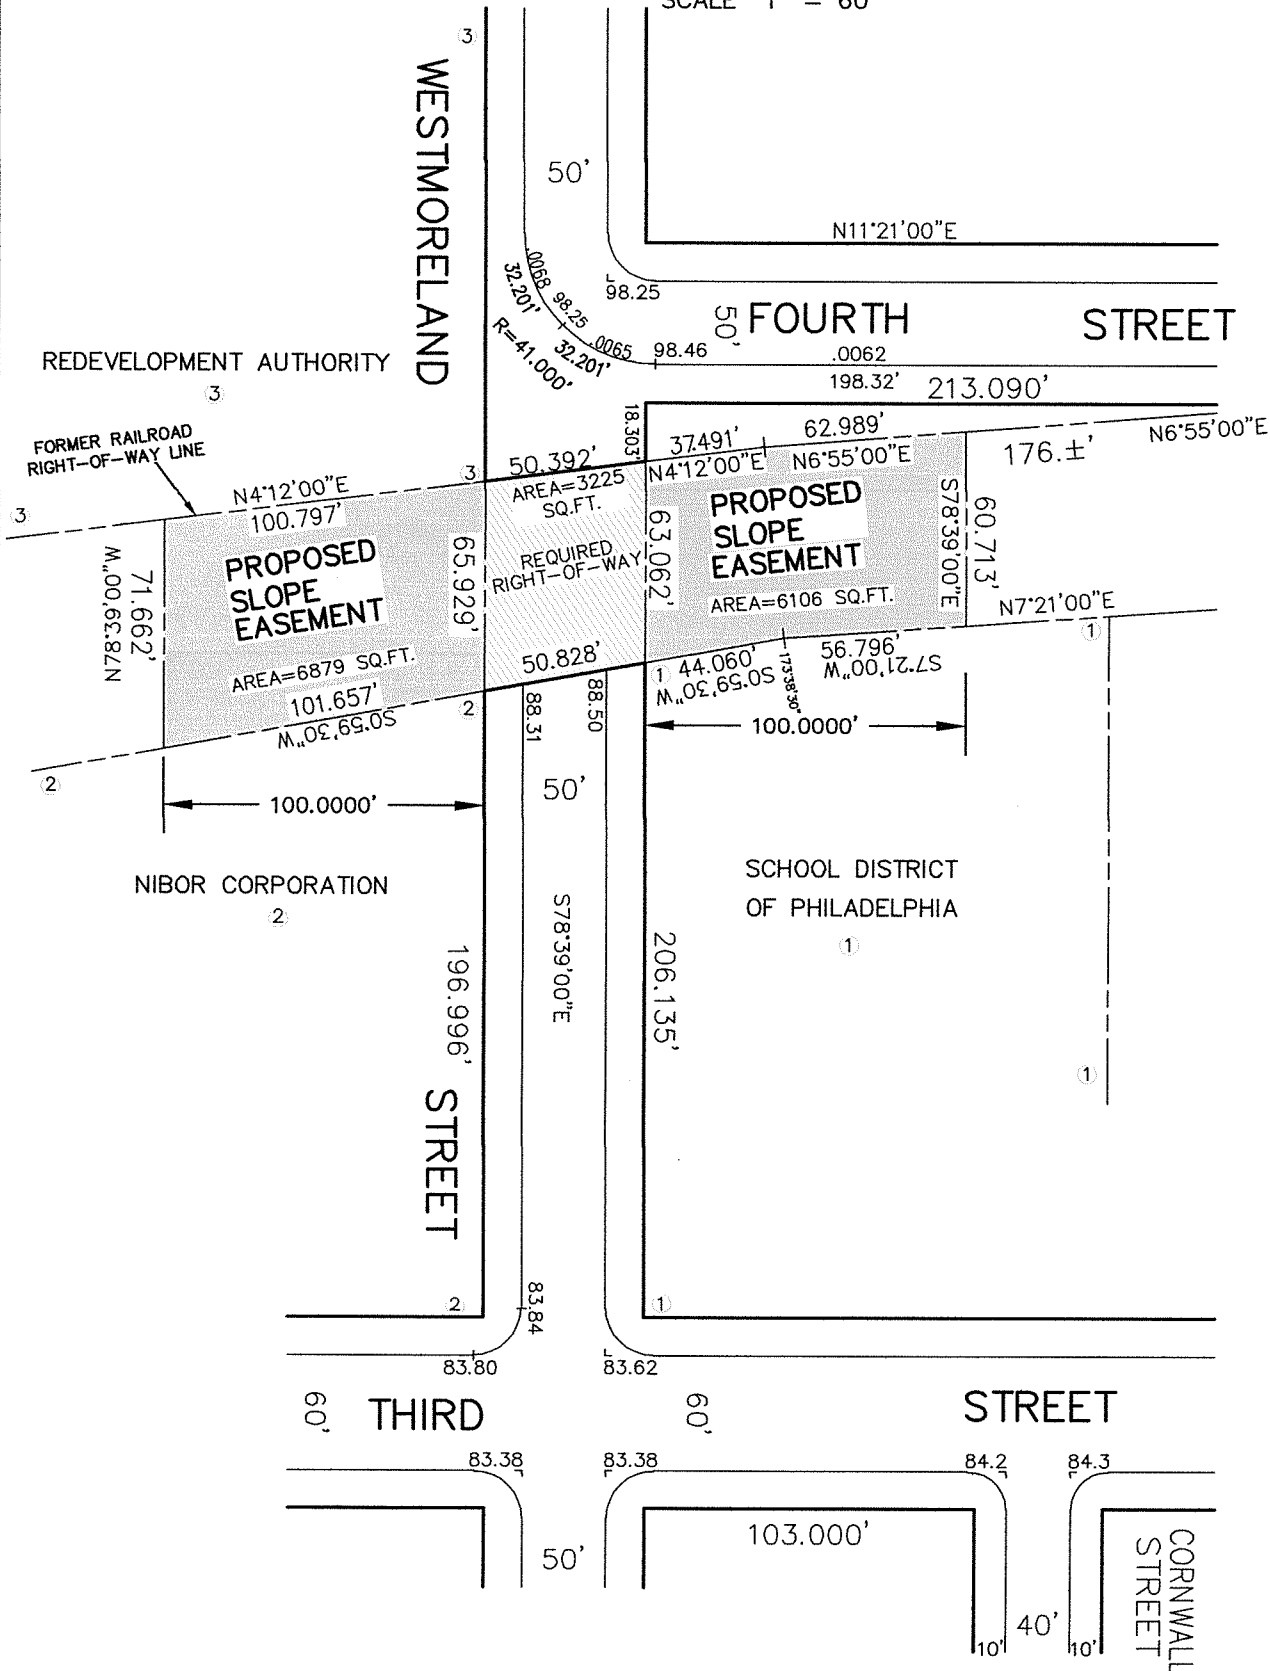 SCALE 1" = 60'
③
WESTMORELAND
50'
N11°21'00"E
.0068
32.201'
98.25
98.25
R=41.000'
32.201'
.0065
98.46
50'
FOURTH
STREET
.0062
198.32'
213.090'
REDEVELOPMENT AUTHORITY
③
FORMER RAILROAD
RIGHT-OF-WAY LINE
18.303'
③
③
N4°12'00"E
100.797'
50.392'
AREA=3225
SQ.FT.
REQUIRED
RIGHT-OF-WAY
37.491'
N4°12'00"E
62.989'
N6°55'00"E
176.±'
N6°55'00"E
N78°39'00"W
71.662'
PROPOSED
SLOPE
EASEMENT
AREA=6879 SQ.FT.
65.929'
63.062'
PROPOSED
SLOPE
EASEMENT
AREA=6106 SQ.FT.
S78°39'00"E
60.713'
N7°21'00"E
①
101.657'
S0°59'30"W
②
②
50.828'
①
44.060'
S0°59'30"W
173°38'30"
56.796'
S7°21'00"W
88.31
88.50
100.0000'
100.0000'
50'
NIBOR CORPORATION
②
SCHOOL DISTRICT
OF PHILADELPHIA
①
S78°39'00"E
196.996'
206.135'
①
STREET
②
83.84
①
83.80
83.62
60'
THIRD
60'
STREET
83.38
83.38
84.2
84.3
50'
103.000'
10'
40'
10'
CORNWALL
STREET